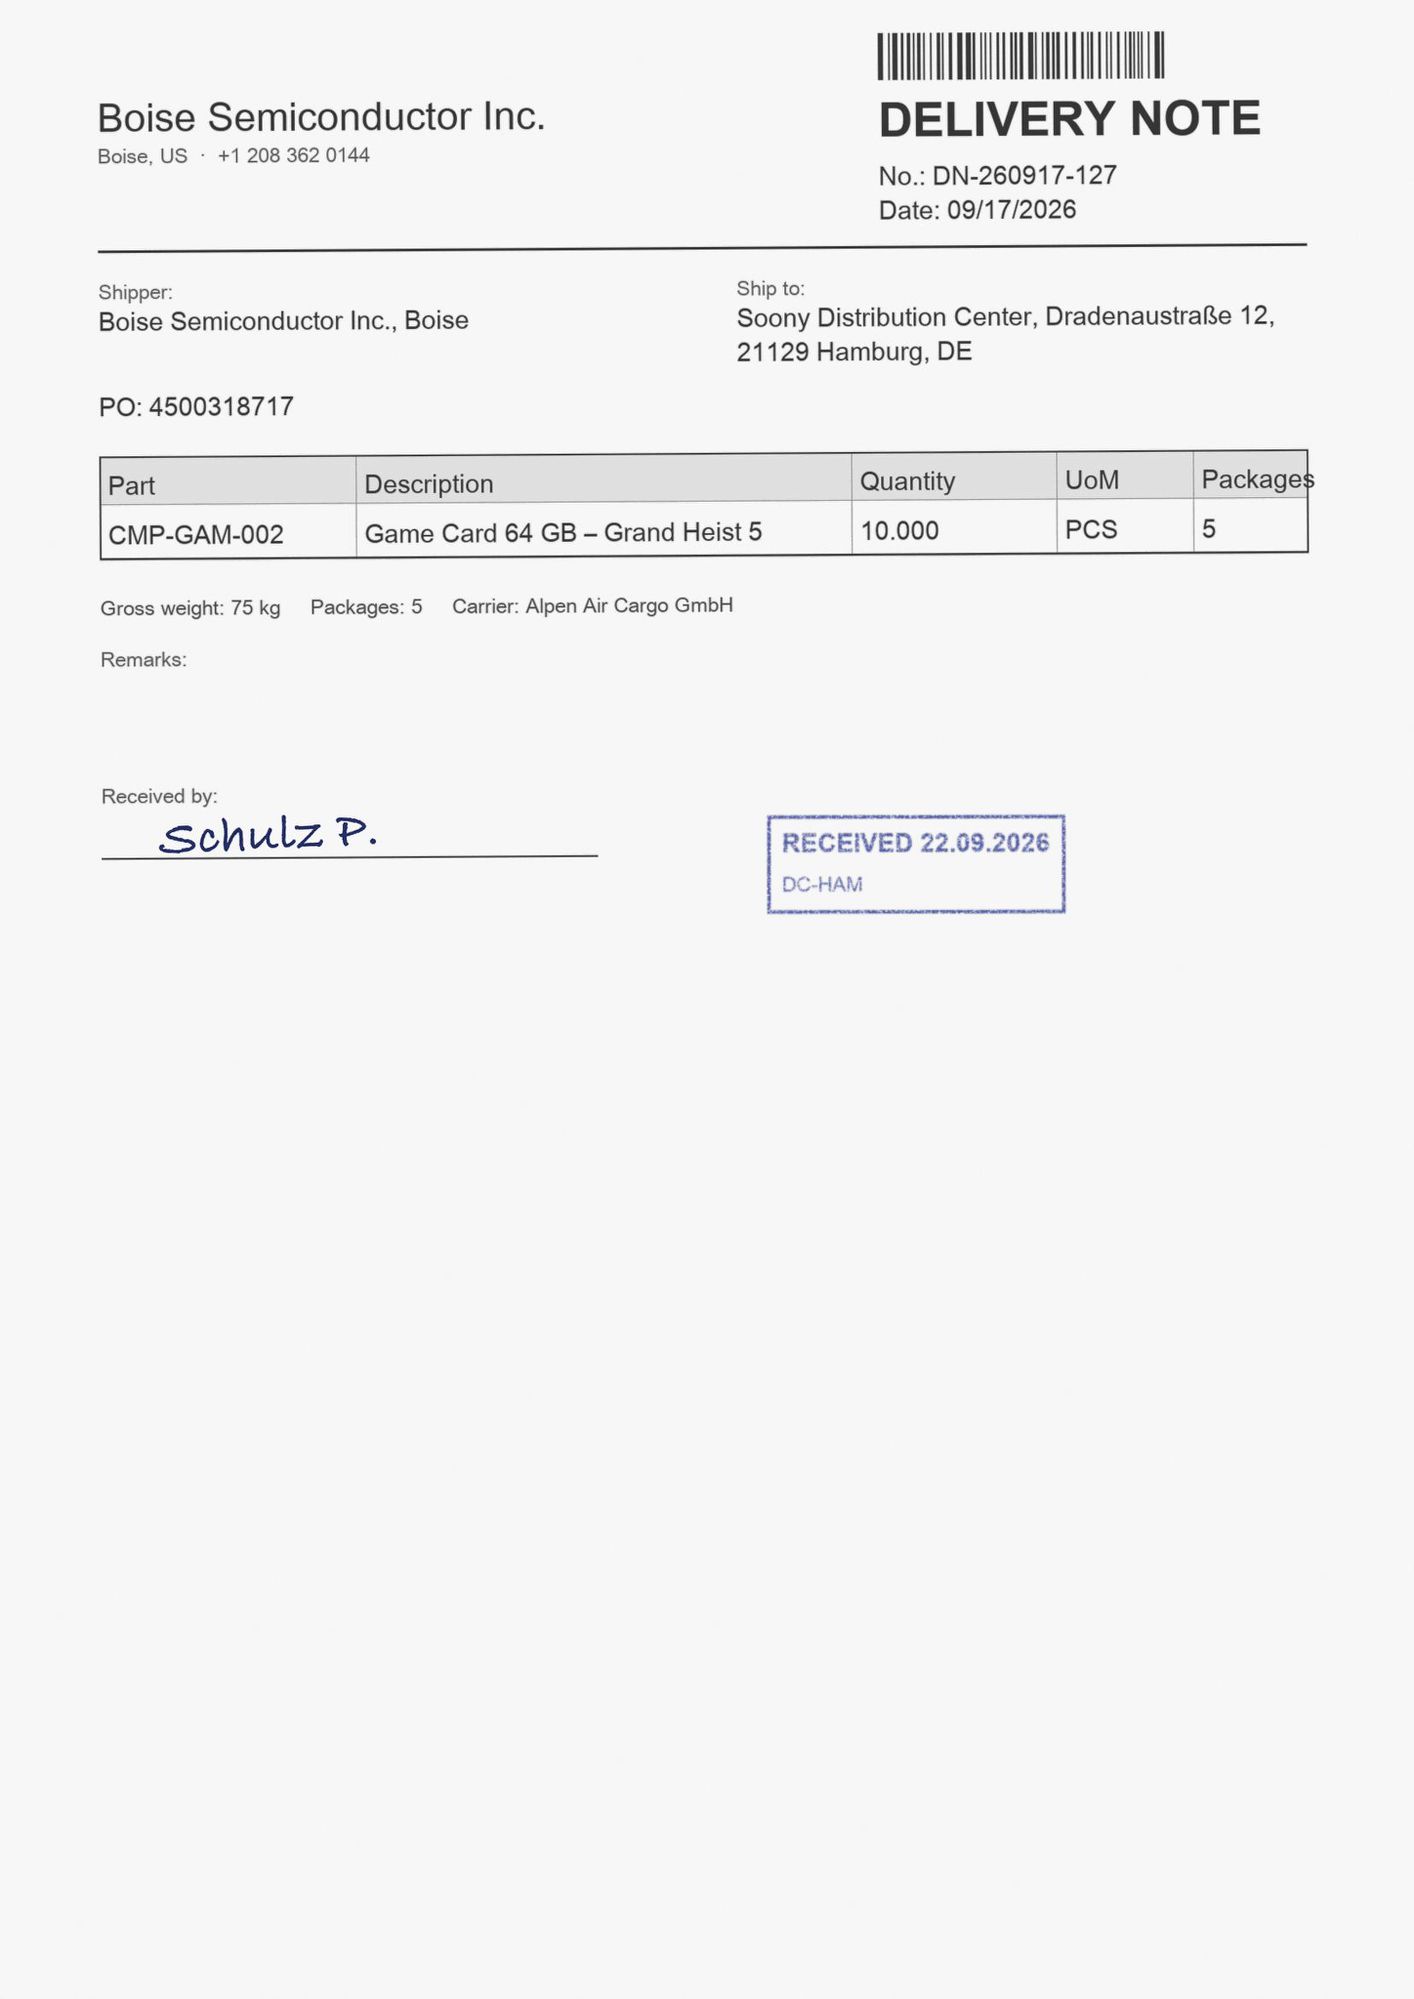 Boise Semiconductor Inc.
Boise, US · +1 208 362 0144
DELIVERY NOTE
No.: DN-260917-127
Date: 09/17/2026
Shipper:
Boise Semiconductor Inc., Boise
Ship to:
Soony Distribution Center, Dradenaustraße 12,
21129 Hamburg, DE
PO: 4500318717
Part Description Quantity UoM Packages
CMP-GAM-002 Game Card 64 GB – Grand Heist 5 10.000 PCS 5
Gross weight: 75 kg Packages: 5 Carrier: Alpen Air Cargo GmbH
Remarks:
Received by:
Schulz P.
RECEIVED 22.09.2026
DC-HAM